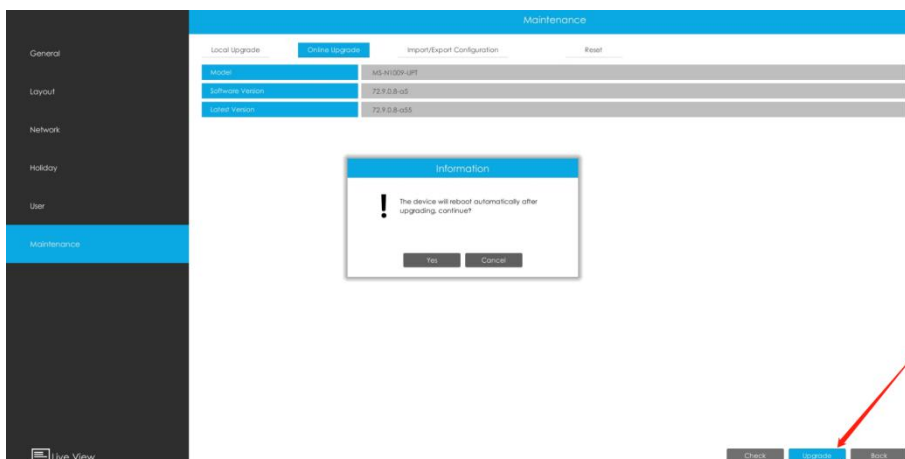 Maintenance
General
Layout
Network
Holiday
User
Maintenance
Live View
Local Upgrade Online Upgrade Import/Export Configuration Reset
Model MS-N1009-UPT
Software Version 72.9.0.8-a5
Latest Version 72.9.0.8-a55
Information
The device will reboot automatically after
upgrading, continue?
Yes Cancel
Check Upgrade Back